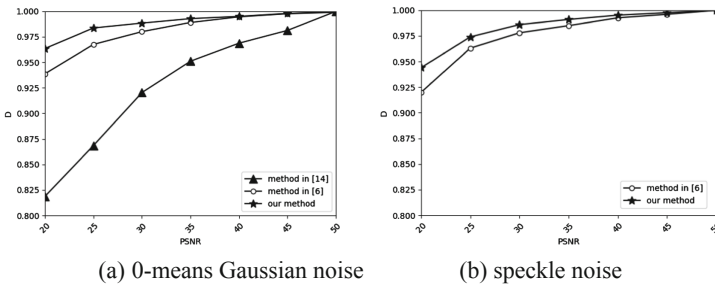 1.000
0.975
0.950
0.925
0.900
0.875
0.850
0.825
0.800
D
20 25 30 35 40 45 50
PSNR
method in [14]
method in [6]
our method
(a) 0-means Gaussian noise
1.000
0.975
0.950
0.925
0.900
0.875
0.850
0.825
0.800
D
20 25 30 35 40 45 50
PSNR
method in [6]
our method
(b) speckle noise